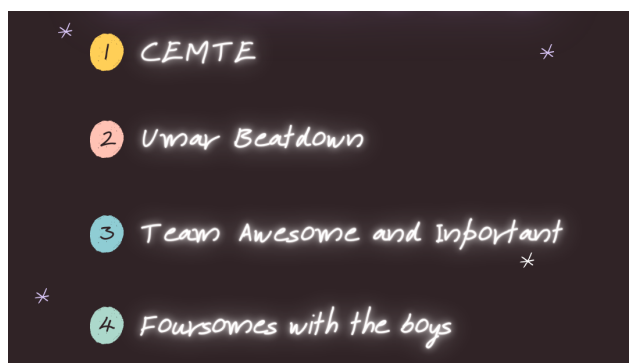 1 CEMTE
2 Umar Beatdown
3 Team Awesome and Inportant
4 Foursomes with the boys